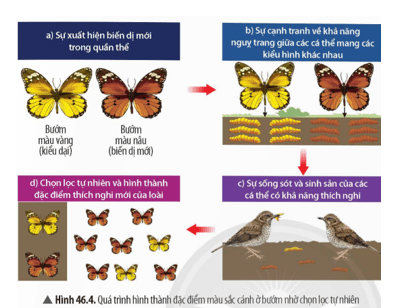 a) Sự xuất hiện biến dị mới
trong quần thể
Bướm
màu vàng
(kiểu dại)
Bướm
màu nâu
(biến dị mới)
b) Sự cạnh tranh về khả năng
nguỵ trang giữa các cá thể mang các
kiểu hình khác nhau
c) Sự sống sót và sinh sản của các
cá thể có khả năng thích nghi
d) Chọn lọc tự nhiên và hình thành
đặc điểm thích nghi mới của loài
▲ Hình 46.4. Quá trình hình thành đặc điểm màu sắc cánh ở bướm nhờ chọn lọc tự nhiên